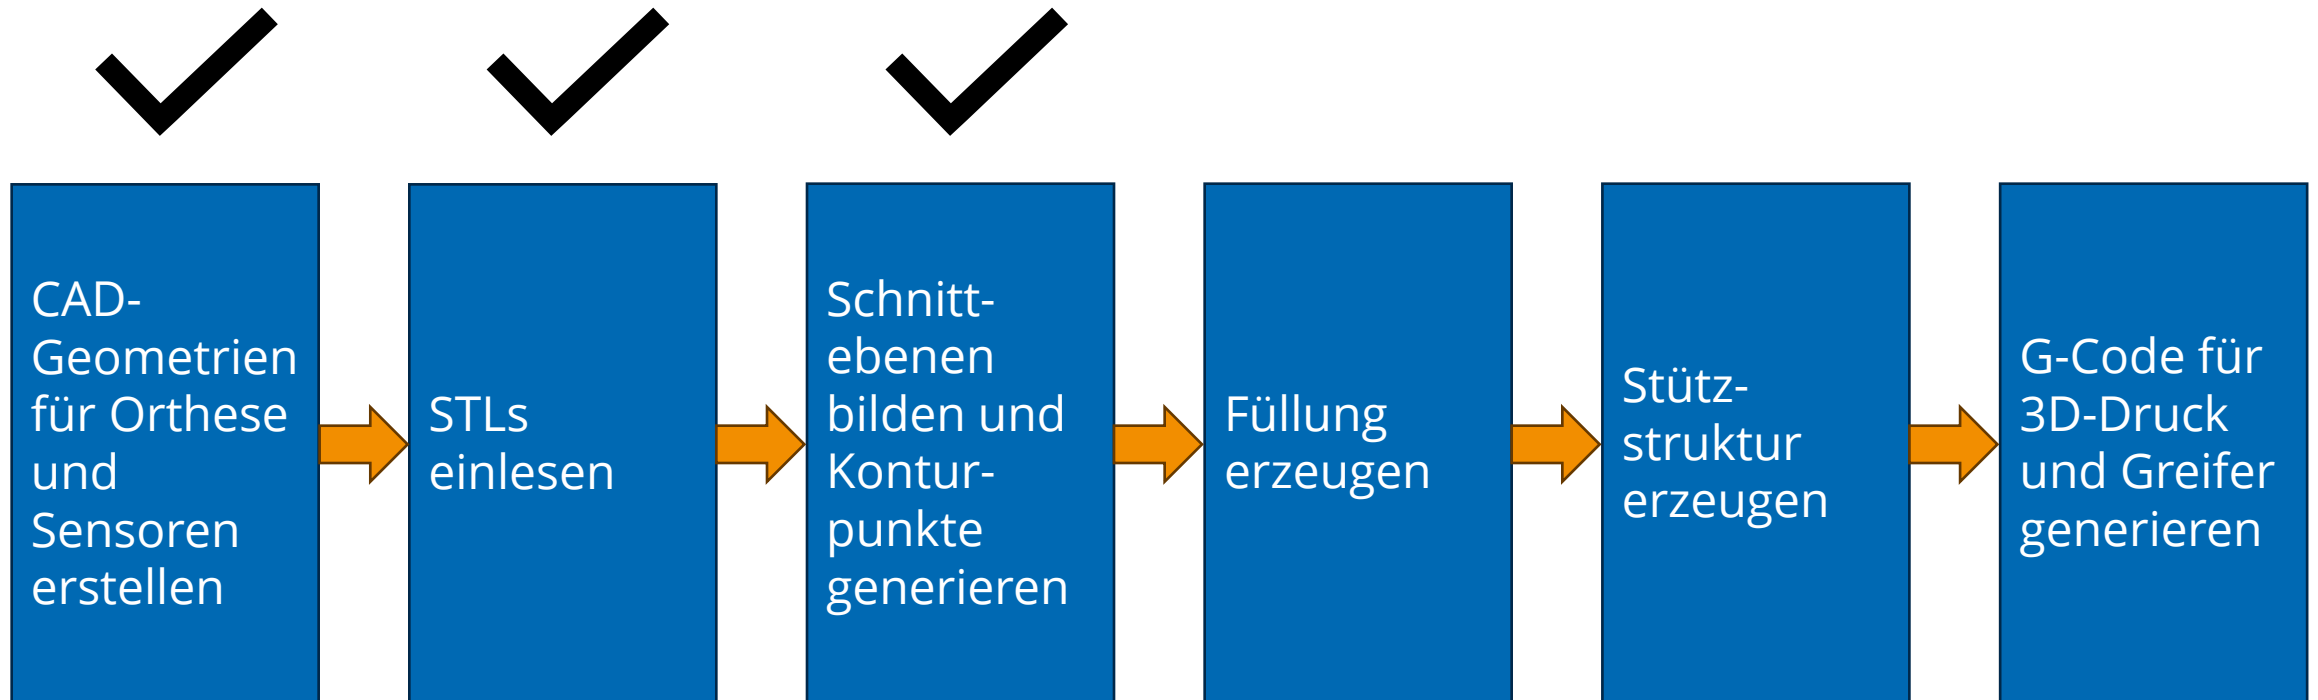 CAD-
Geometrien
für Orthese
und
Sensoren
erstellen
STLs
einlesen
Schnitt-
ebenen
bilden und
Kontur-
punkte
generieren
Füllung
erzeugen
Stütz-
struktur
erzeugen
G-Code für
3D-Druck
und Greifer
generieren